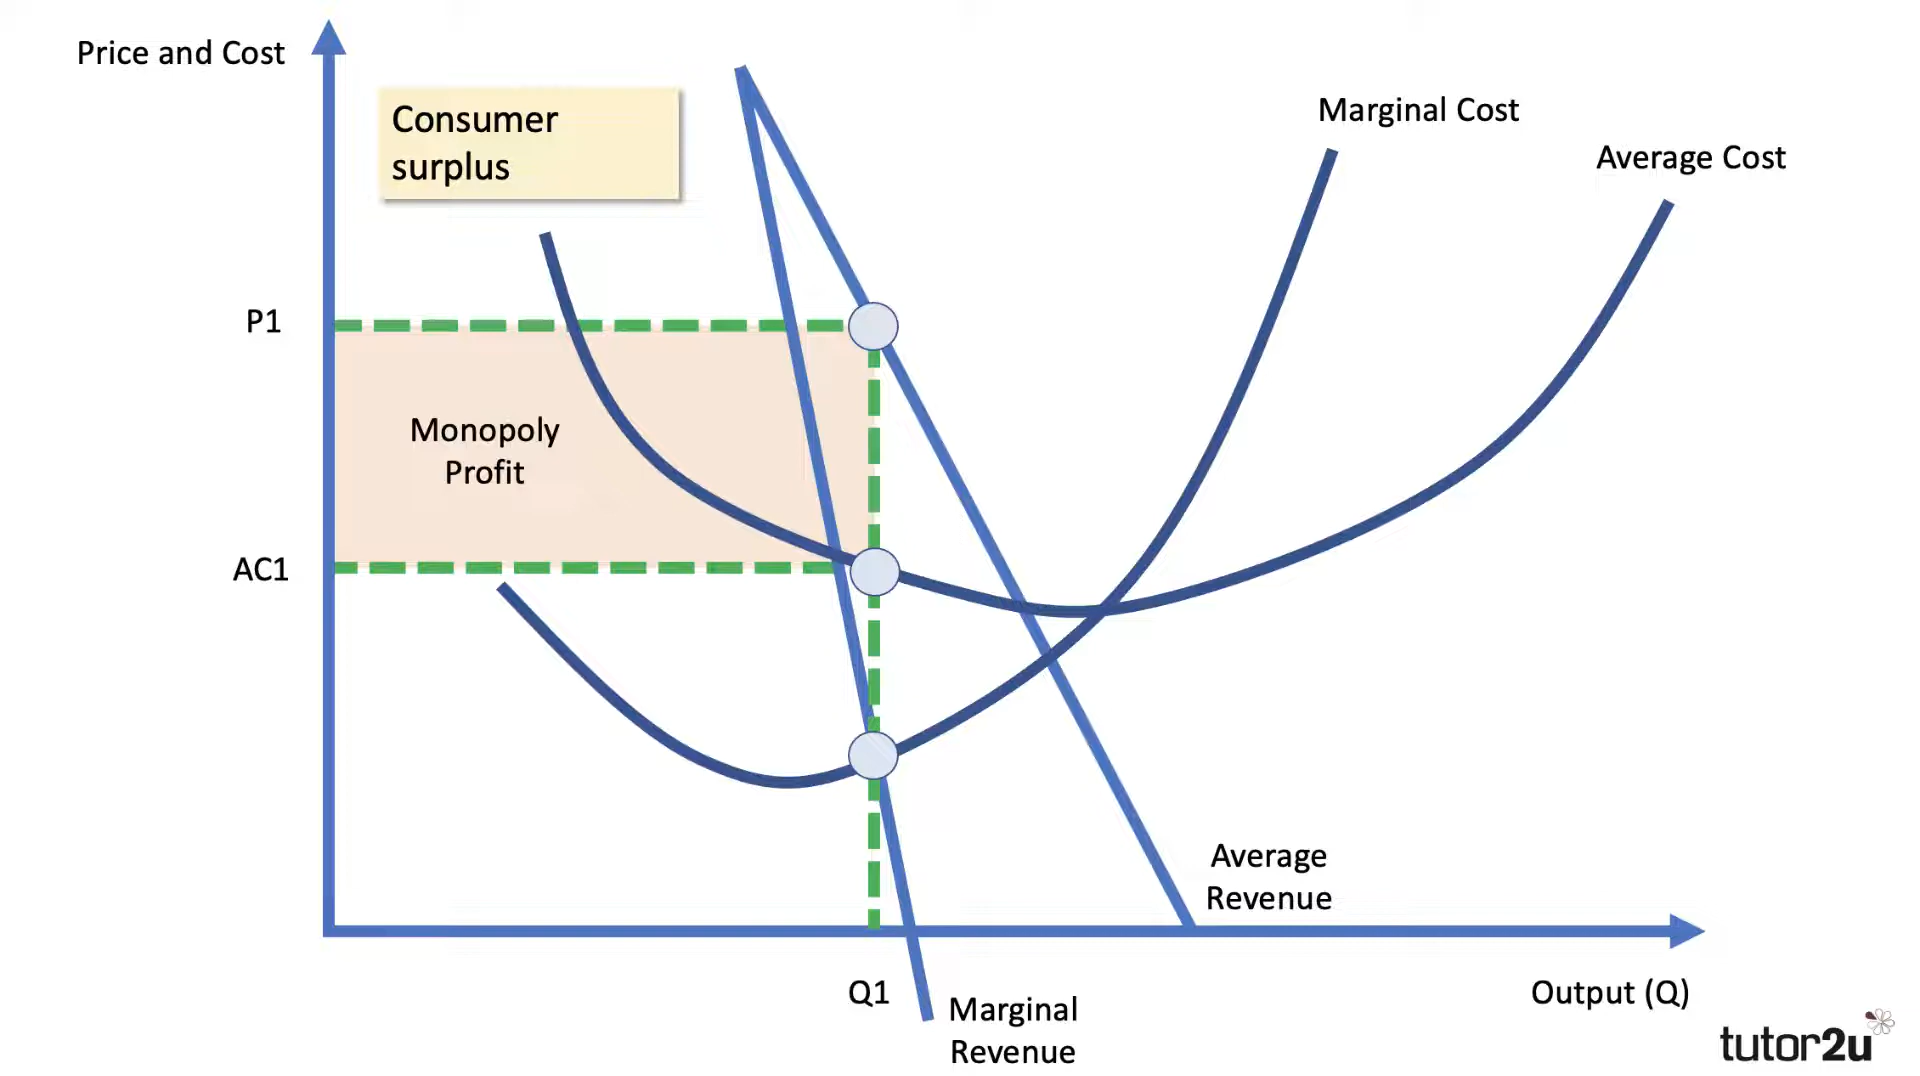 Price and Cost
Consumer
surplus
Marginal Cost
Average Cost
P1
Monopoly
Profit
AC1
Average
Revenue
Q1
Marginal
Revenue
Output (Q)
tutor2u